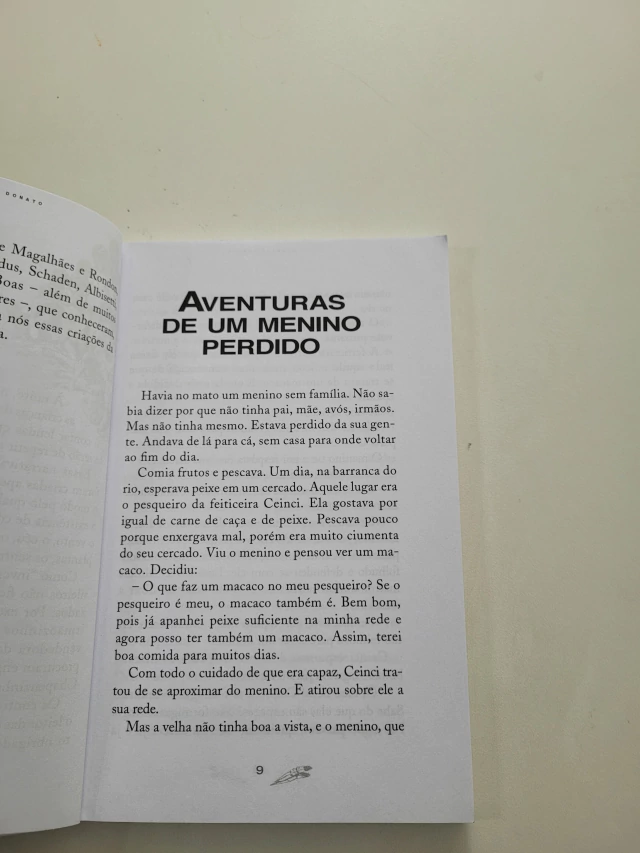 DONATO
e Magalhães e Rondon,
dus, Schaden, Albisetti,
Boas – além de muitos
res –, que conheceram,
nós essas criações da
a.
AVENTURAS
DE UM MENINO
PERDIDO
Havia no mato um menino sem família. Não sa-
bia dizer por que não tinha pai, mãe, avós, irmãos.
Mas não tinha mesmo. Estava perdido da sua gen-
te. Andava de lá para cá, sem casa para onde voltar
ao fim do dia.
Comia frutos e pescava. Um dia, na barranca do
rio, esperava peixe em um cercado. Aquele lugar era
o pesqueiro da feiticeira Ceinci. Ela gostava por
igual de carne de caça e de peixe. Pescava pouco
porque enxergava mal, porém era muito ciumenta
do seu cercado. Viu o menino e pensou ver um ma-
caco. Decidiu:
– O que faz um macaco no meu pesqueiro? Se o
pesqueiro é meu, o macaco também é. Bem bom,
pois já apanhei peixe suficiente na minha rede e
agora posso ter também um macaco. Assim, terei
boa comida para muitos dias.
Com todo o cuidado de que era capaz, Ceinci tra-
tou de se aproximar do menino. E atirou sobre ele a
sua rede.
Mas a velha não tinha boa a vista, e o menino, que
9